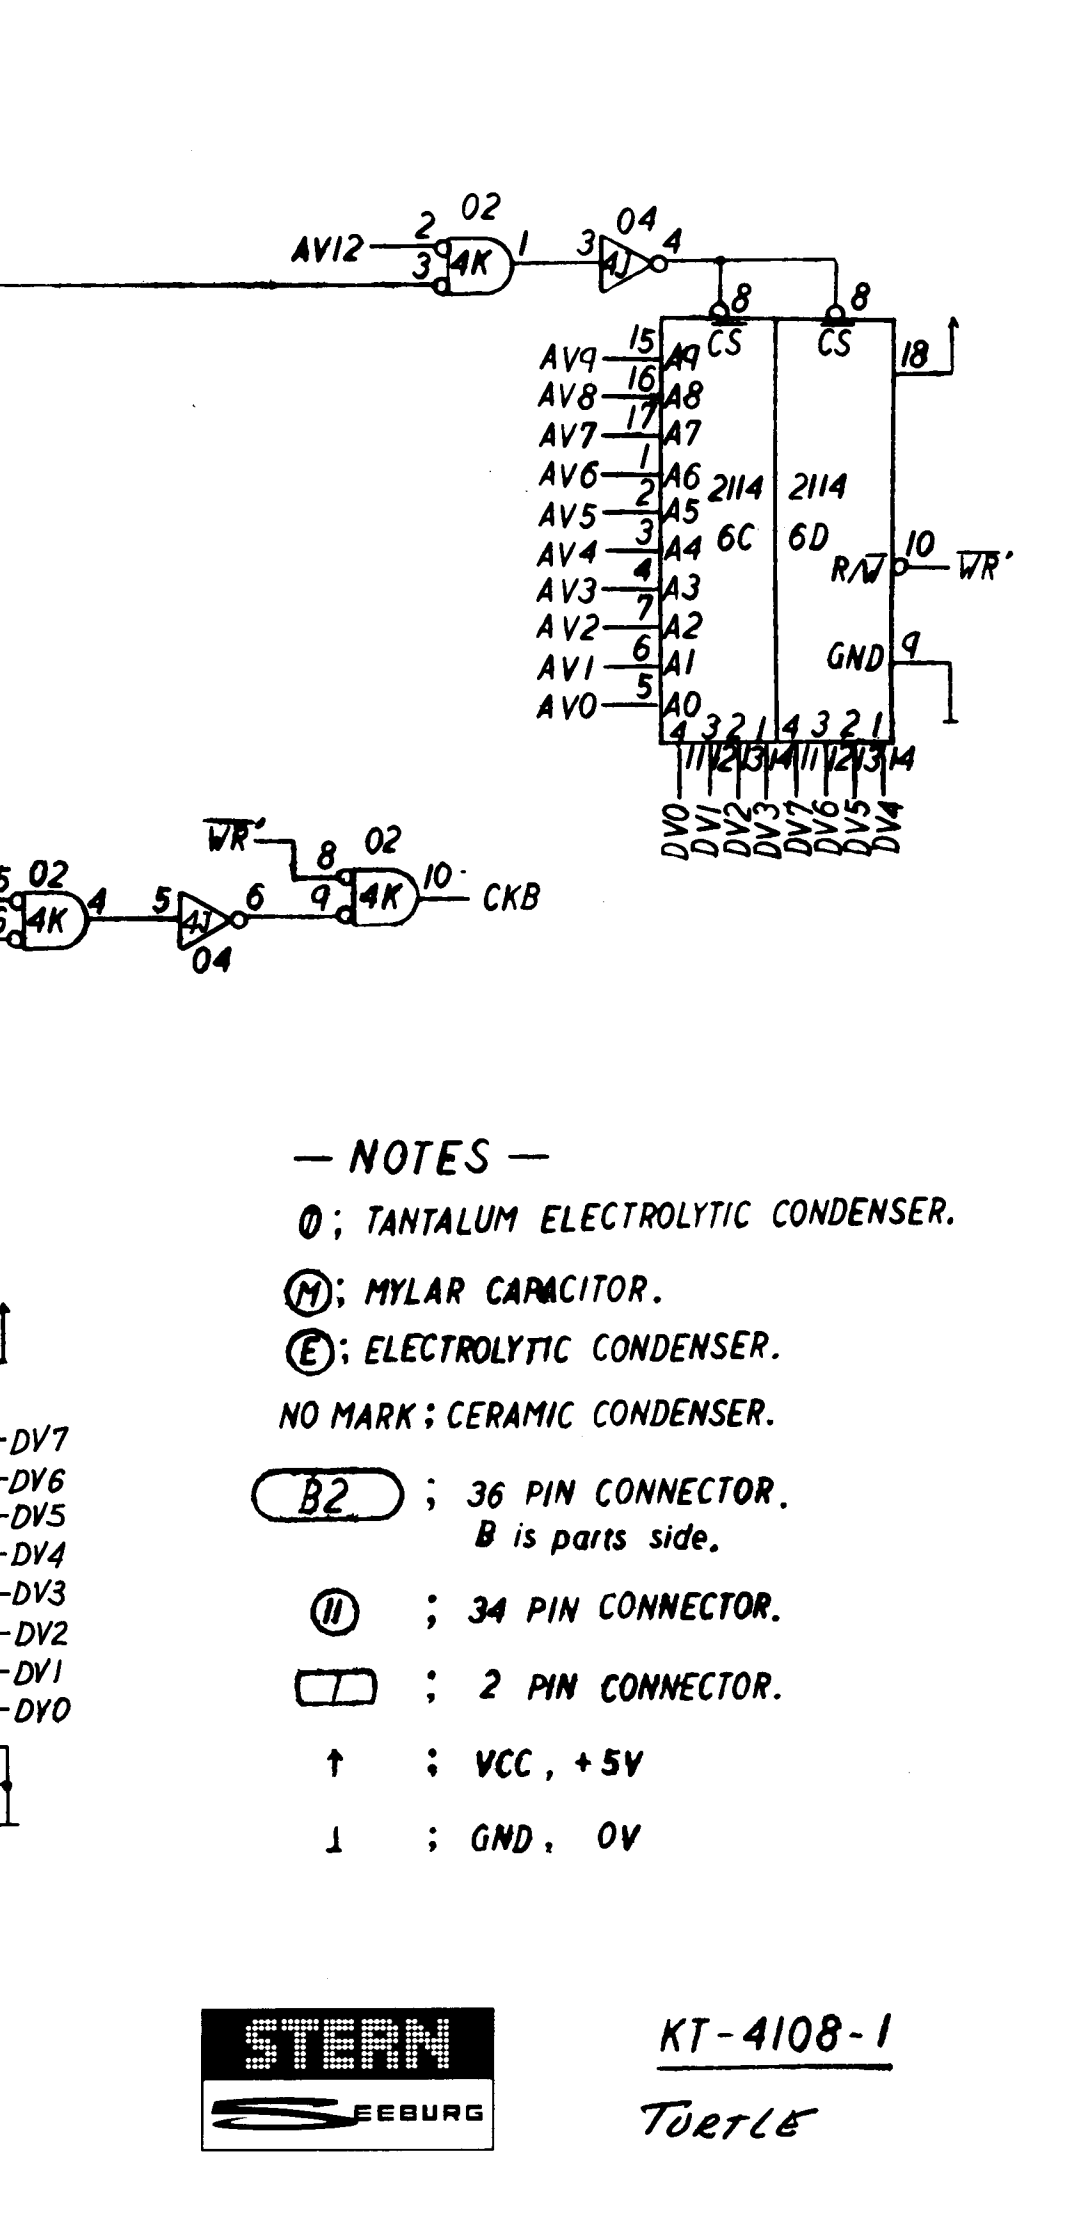 02
AV12 2 3 4K 1 3 4J 04 4
8 8
CS CS
18
AV9 15 A9
AV8 16 A8
AV7 17 A7
AV6 1 A6
AV5 2 A5
AV4 3 A4
AV3 4 A3
AV2 7 A2
AV1 6 A1
AV0 5 A0
2114 2114
6C 6D
R/W 10 WR'
GND 9
4 3 2 1 4 3 2 1
11 12 13 14 11 12 13 14
DV0 DV1 DV2 DV3 DV7 DV6 DV5 DV4
WR' 02
8 9 4K 10 CKB
5 6 02 4K 4 5 4J 6
04
— NOTES —
; TANTALUM ELECTROLYTIC CONDENSER.
M; MYLAR CAPACITOR.
E; ELECTROLYTIC CONDENSER.
NO MARK; CERAMIC CONDENSER.
B2 ; 36 PIN CONNECTOR.
B is parts side.
11 ; 34 PIN CONNECTOR.
1 ; 2 PIN CONNECTOR.
↑ ; VCC, +5V
⊥ ; GND, 0V
DV7
DV6
DV5
DV4
DV3
DV2
DV1
DV0
STERN
SEEBURG
KT-4108-1
TURTLE